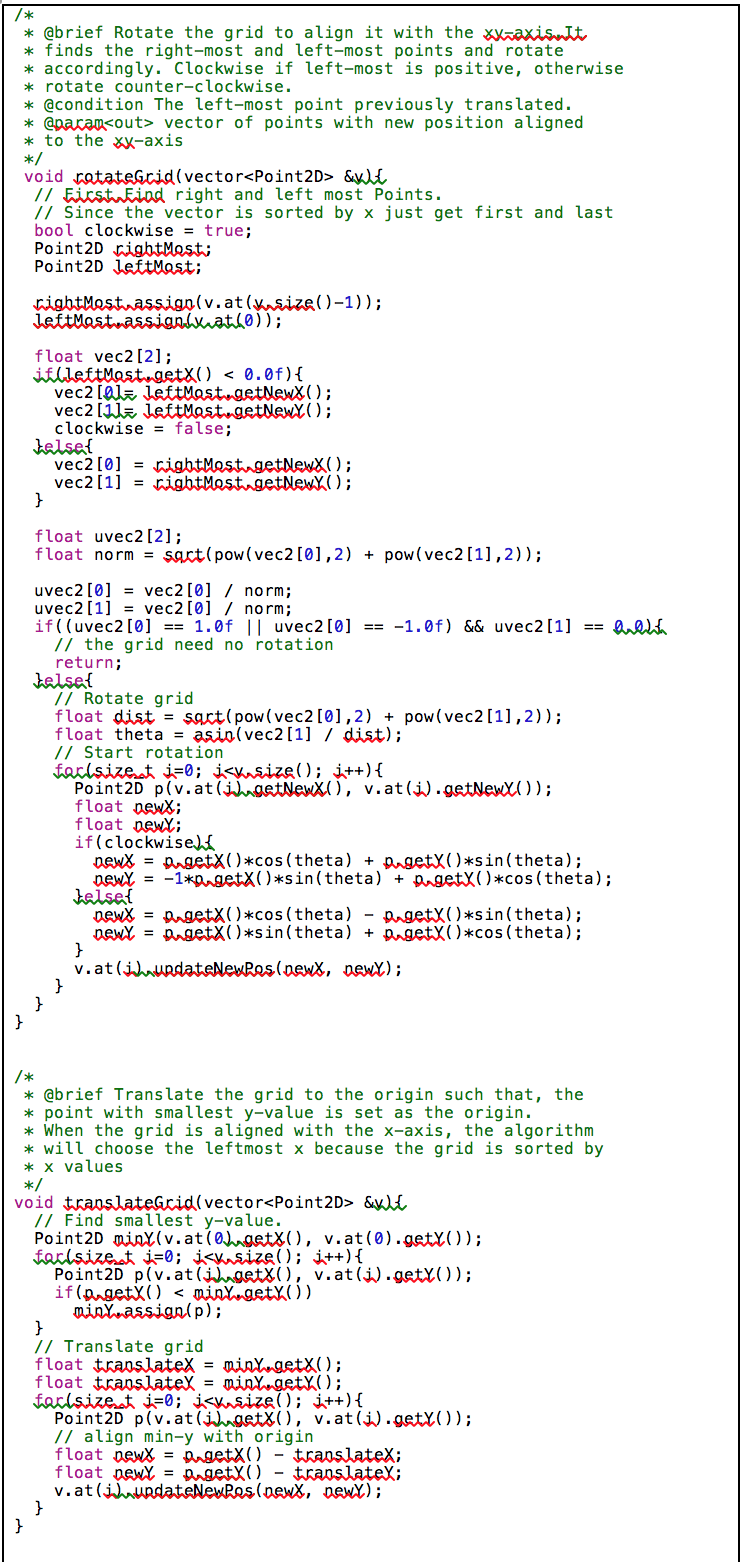 /*
 * @brief Rotate the grid to align it with the xy-axis.It
 * finds the right-most and left-most points and rotate
 * accordingly. Clockwise if left-most is positive, otherwise
 * rotate counter-clockwise.
 * @condition The left-most point previously translated.
 * @param<out> vector of points with new position aligned
 * to the xy-axis
 */
 void rotateGrid(vector<Point2D> &v){
  // First.Find right and left most Points.
  // Since the vector is sorted by x just get first and last
  bool clockwise = true;
  Point2D rightMost;
  Point2D leftMost;
  rightMost.assign(v.at(v.size()-1));
  leftMost.assign(v.at(0));
  float vec2[2];
  if(leftMost.getX() < 0.0f){
    vec2[0]= leftMost.getNewX();
    vec2[1]= leftMost.getNewY();
    clockwise = false;
  }else{
    vec2[0] = rightMost.getNewX();
    vec2[1] = rightMost.getNewY();
  }
  float uvec2[2];
  float norm = sqrt(pow(vec2[0],2) + pow(vec2[1],2));
  uvec2[0] = vec2[0] / norm;
  uvec2[1] = vec2[0] / norm;
  if((uvec2[0] == 1.0f || uvec2[0] == -1.0f) && uvec2[1] == 0.0){
    // the grid need no rotation
    return;
  }else{
    // Rotate grid
    float dist = sqrt(pow(vec2[0],2) + pow(vec2[1],2));
    float theta = asin(vec2[1] / dist);
    // Start rotation
    for(size_t i=0; i<v.size(); i++){
      Point2D p(v.at(i).getNewX(), v.at(i).getNewY());
      float newX;
      float newY;
      if(clockwise){
        newX = p.getX()*cos(theta) + p.getY()*sin(theta);
        newY = -1*p.getX()*sin(theta) + p.getY()*cos(theta);
      }else{
        newX = p.getX()*cos(theta) - p.getY()*sin(theta);
        newY = p.getX()*sin(theta) + p.getY()*cos(theta);
      }
      v.at(i).updateNewPos(newX, newY);
    }
  }
}
/*
 * @brief Translate the grid to the origin such that, the
 * point with smallest y-value is set as the origin.
 * When the grid is aligned with the x-axis, the algorithm
 * will choose the leftmost x because the grid is sorted by
 * x values
 */
void translateGrid(vector<Point2D> &v){
  // Find smallest y-value.
  Point2D minY(v.at(0).getX(), v.at(0).getY());
  for(size_t i=0; i<v.size(); i++){
    Point2D p(v.at(i).getX(), v.at(i).getY());
    if(p.getY() < minY.getY())
      minY.assign(p);
  }
  // Translate grid
  float translateX = minY.getX();
  float translateY = minY.getY();
  for(size_t i=0; i<v.size(); i++){
    Point2D p(v.at(i).getX(), v.at(i).getY());
    // align min-y with origin
    float newX = p.getX() - translateX;
    float newY = p.getY() - translateY;
    v.at(i).updateNewPos(newX, newY);
  }
}